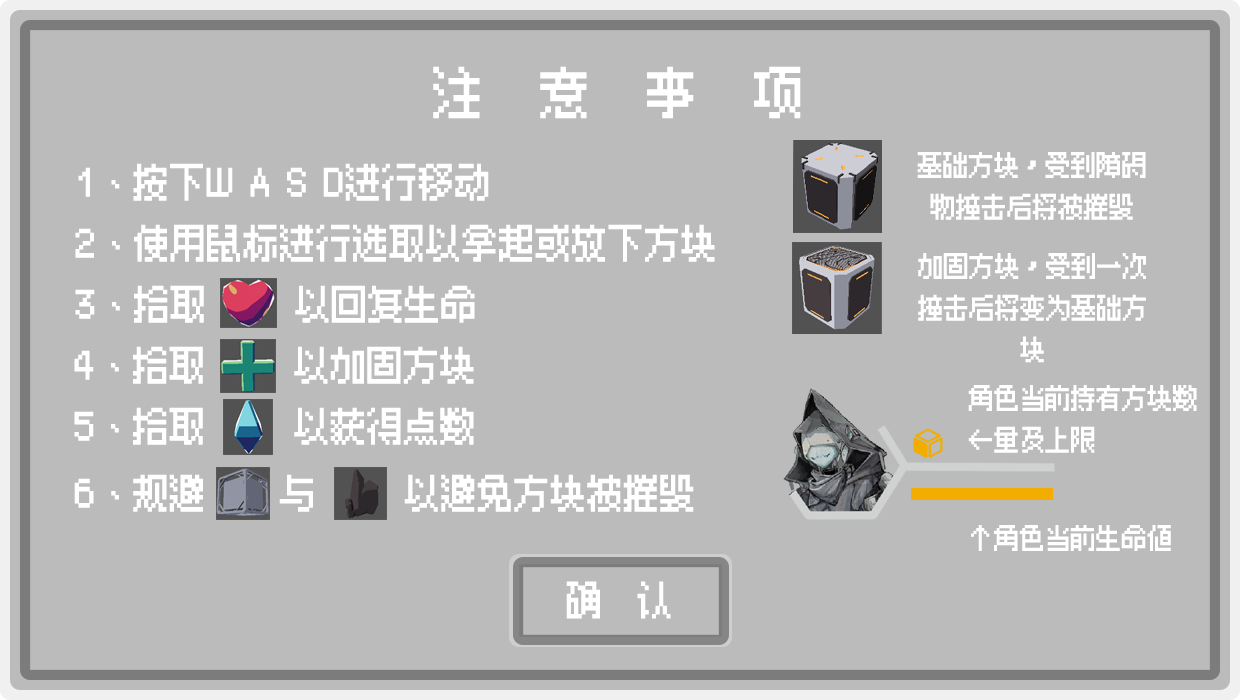 注 意 事 项
1、按下W A S D进行移动
2、使用鼠标进行选取以拿起或放下方块
3、拾取 以回复生命
4、拾取 以加固方块
5、拾取 以获得点数
6、规避 与 以避免方块被摧毁
基础方块，受到障碍
物撞击后将被摧毁
加固方块，受到一次
撞击后将变为基础方
块
角色当前持有方块数
←量及上限
↑角色当前生命值
确 认